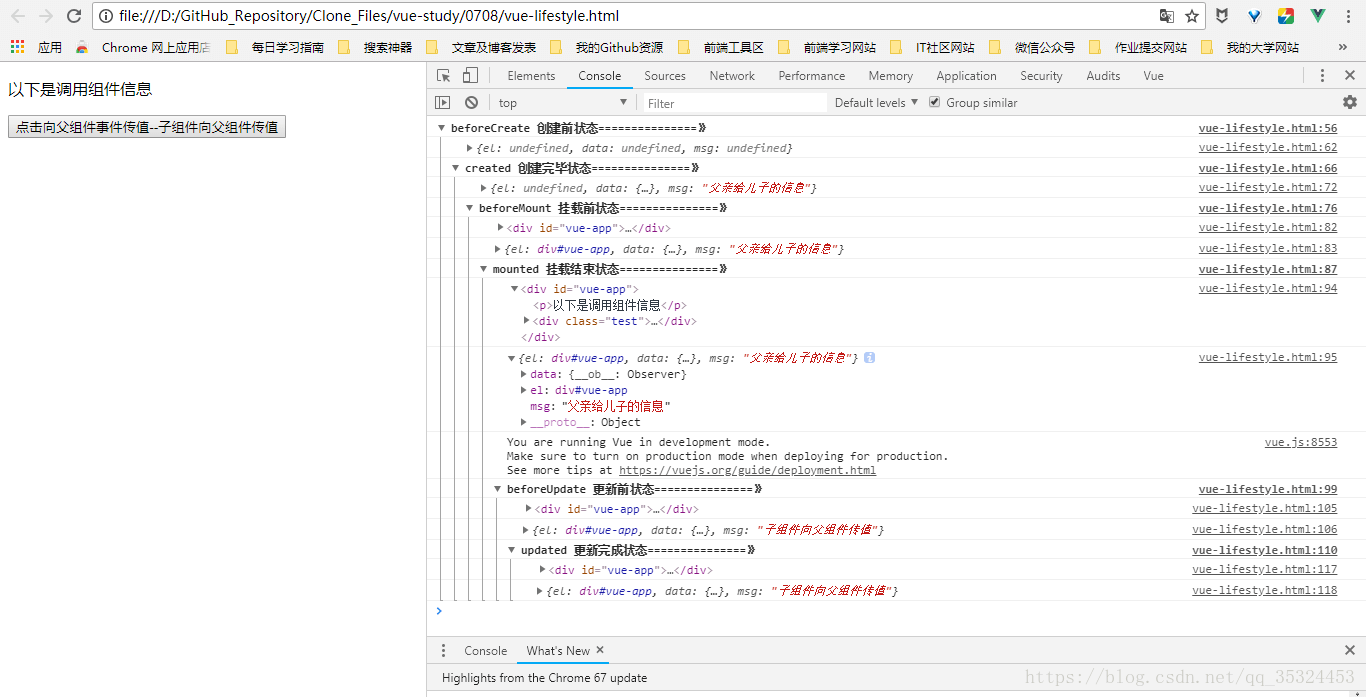 file:///D:/GitHub_Repository/Clone_Files/vue-study/0708/vue-lifestyle.html
应用 Chrome 网上应用店 每日学习指南 搜索神器 文章及博客发表 我的Github资源 前端工具区 前端学习网站 IT社区网站 微信公众号 作业提交网站 我的大学网站 »
以下是调用组件信息
点击向父组件事件传值--子组件向父组件传值
Elements Console Sources Network Performance Memory Application Security Audits Vue
top Filter Default levels Group similar
beforeCreate 创建前状态===============》 vue-lifestyle.html:56
{el: undefined, data: undefined, msg: undefined} vue-lifestyle.html:62
created 创建完毕状态===============》 vue-lifestyle.html:66
{el: undefined, data: {…}, msg: "父亲给儿子的信息"} vue-lifestyle.html:72
beforeMount 挂载前状态===============》 vue-lifestyle.html:76
<div id="vue-app">…</div> vue-lifestyle.html:82
{el: div#vue-app, data: {…}, msg: "父亲给儿子的信息"} vue-lifestyle.html:83
mounted 挂载结束状态===============》 vue-lifestyle.html:87
<div id="vue-app"> vue-lifestyle.html:94
<p>以下是调用组件信息</p>
<div class="test">…</div>
</div>
{el: div#vue-app, data: {…}, msg: "父亲给儿子的信息"} i vue-lifestyle.html:95
data: {__ob__: Observer}
el: div#vue-app
msg: "父亲给儿子的信息"
__proto__: Object
You are running Vue in development mode. vue.js:8553
Make sure to turn on production mode when deploying for production.
See more tips at https://vuejs.org/guide/deployment.html
beforeUpdate 更新前状态===============》 vue-lifestyle.html:99
<div id="vue-app">…</div> vue-lifestyle.html:105
{el: div#vue-app, data: {…}, msg: "子组件向父组件传值"} vue-lifestyle.html:106
updated 更新完成状态===============》 vue-lifestyle.html:110
<div id="vue-app">…</div> vue-lifestyle.html:117
{el: div#vue-app, data: {…}, msg: "子组件向父组件传值"} vue-lifestyle.html:118
Console What's New
Highlights from the Chrome 67 update
https://blog.csdn.net/qq_35324453